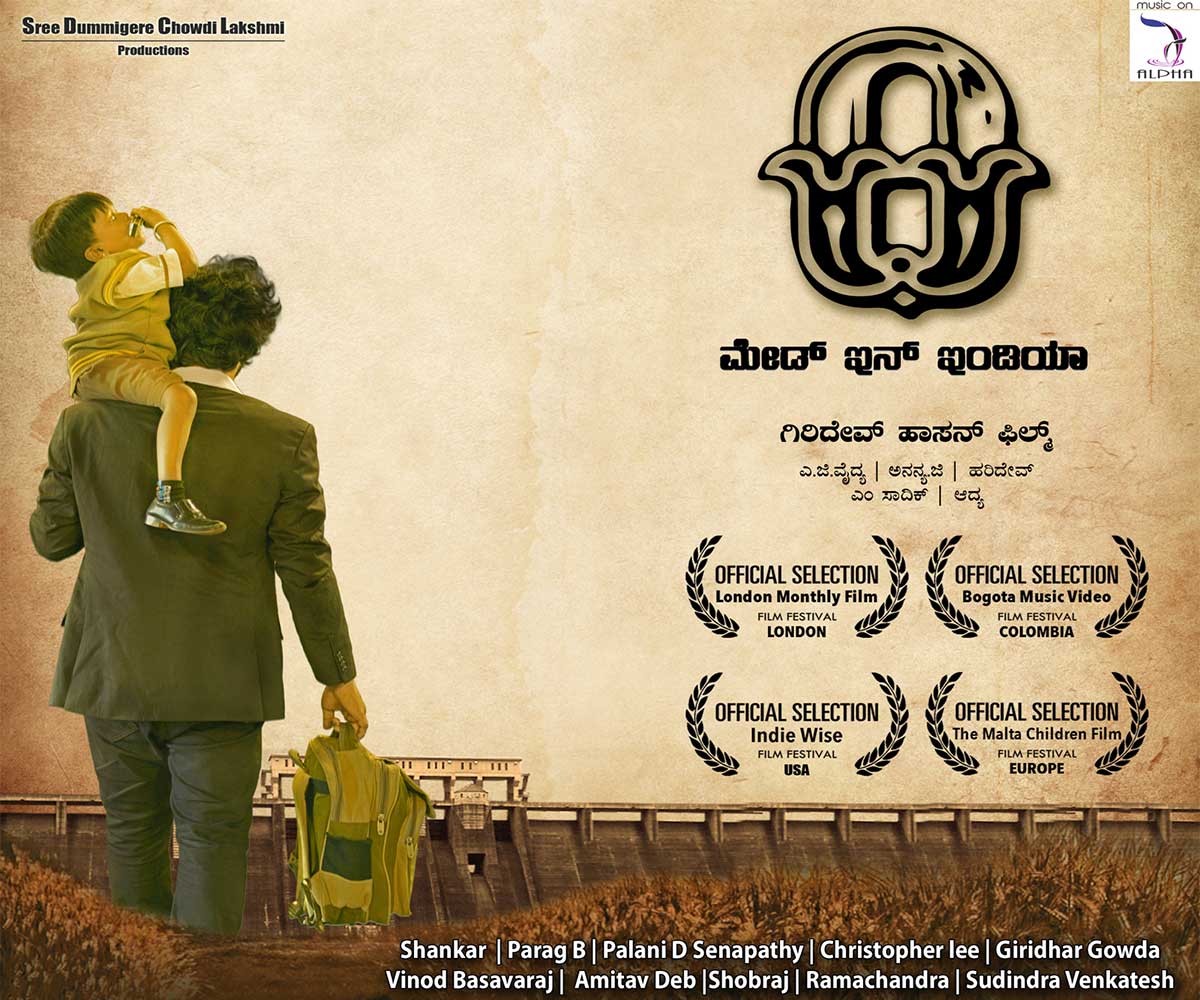 Sree Dummigere Chowdi Lakshmi
Productions
music on
ALPHA
0
ಮೇಡ್ ಇನ್ ಇಂಡಿಯಾ
ಗಿರಿದೇವ್ ಹಾಸನ್ ಫಿಲ್ಮ್
ಎ.ಜಿ.ವೈದ್ಯ | ಅನನ್ಯ.ಜಿ | ಹರಿದೇವ್
ಎಂ ಸಾದಿಕ್ | ಆದ್ಯ
OFFICIAL SELECTION
London Monthly Film
FILM FESTIVAL
LONDON
OFFICIAL SELECTION
Bogota Music Video
FILM FESTIVAL
COLOMBIA
OFFICIAL SELECTION
Indie Wise
FILM FESTIVAL
USA
OFFICIAL SELECTION
The Malta Children Film
FILM FESTIVAL
EUROPE
Shankar | Parag B | Palani D Senapathy | Christopher lee | Giridhar Gowda
Vinod Basavaraj | Amitav Deb |Shobraj | Ramachandra | Sudindra Venkatesh